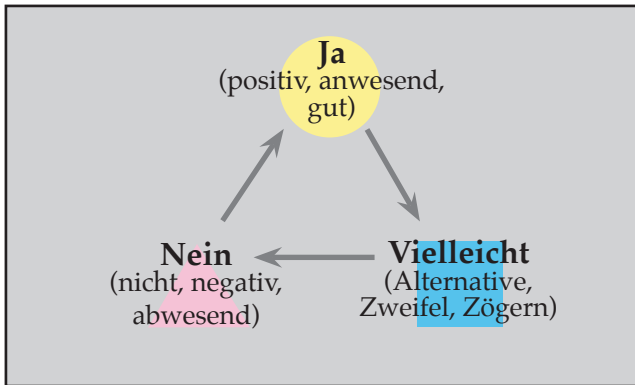 Ja
(positiv, anwesend,
gut)
Nein
(nicht, negativ,
abwesend)
Vielleicht
(Alternative,
Zweifel, Zögern)